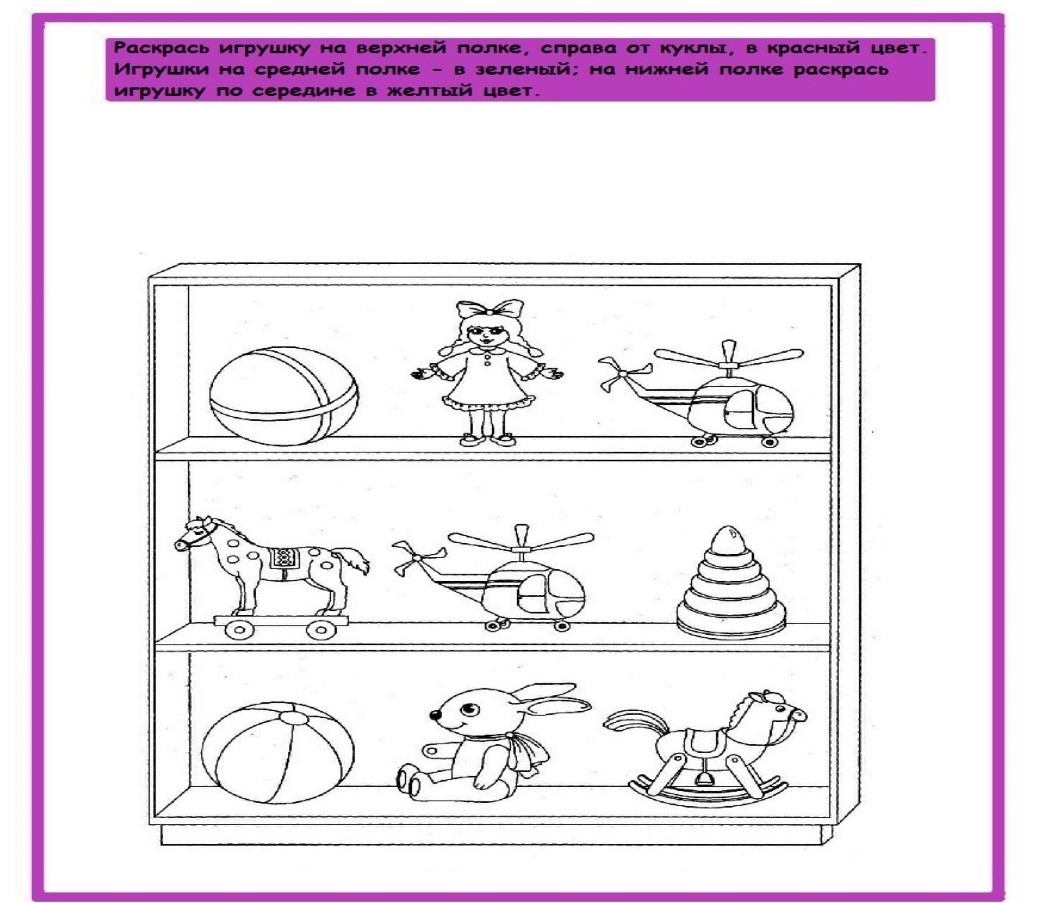 Раскрась игрушку на верхней полке, справа от куклы, в красный цвет.
Игрушки на средней полке - в зеленый; на нижней полке раскрась
игрушку по середине в желтый цвет.